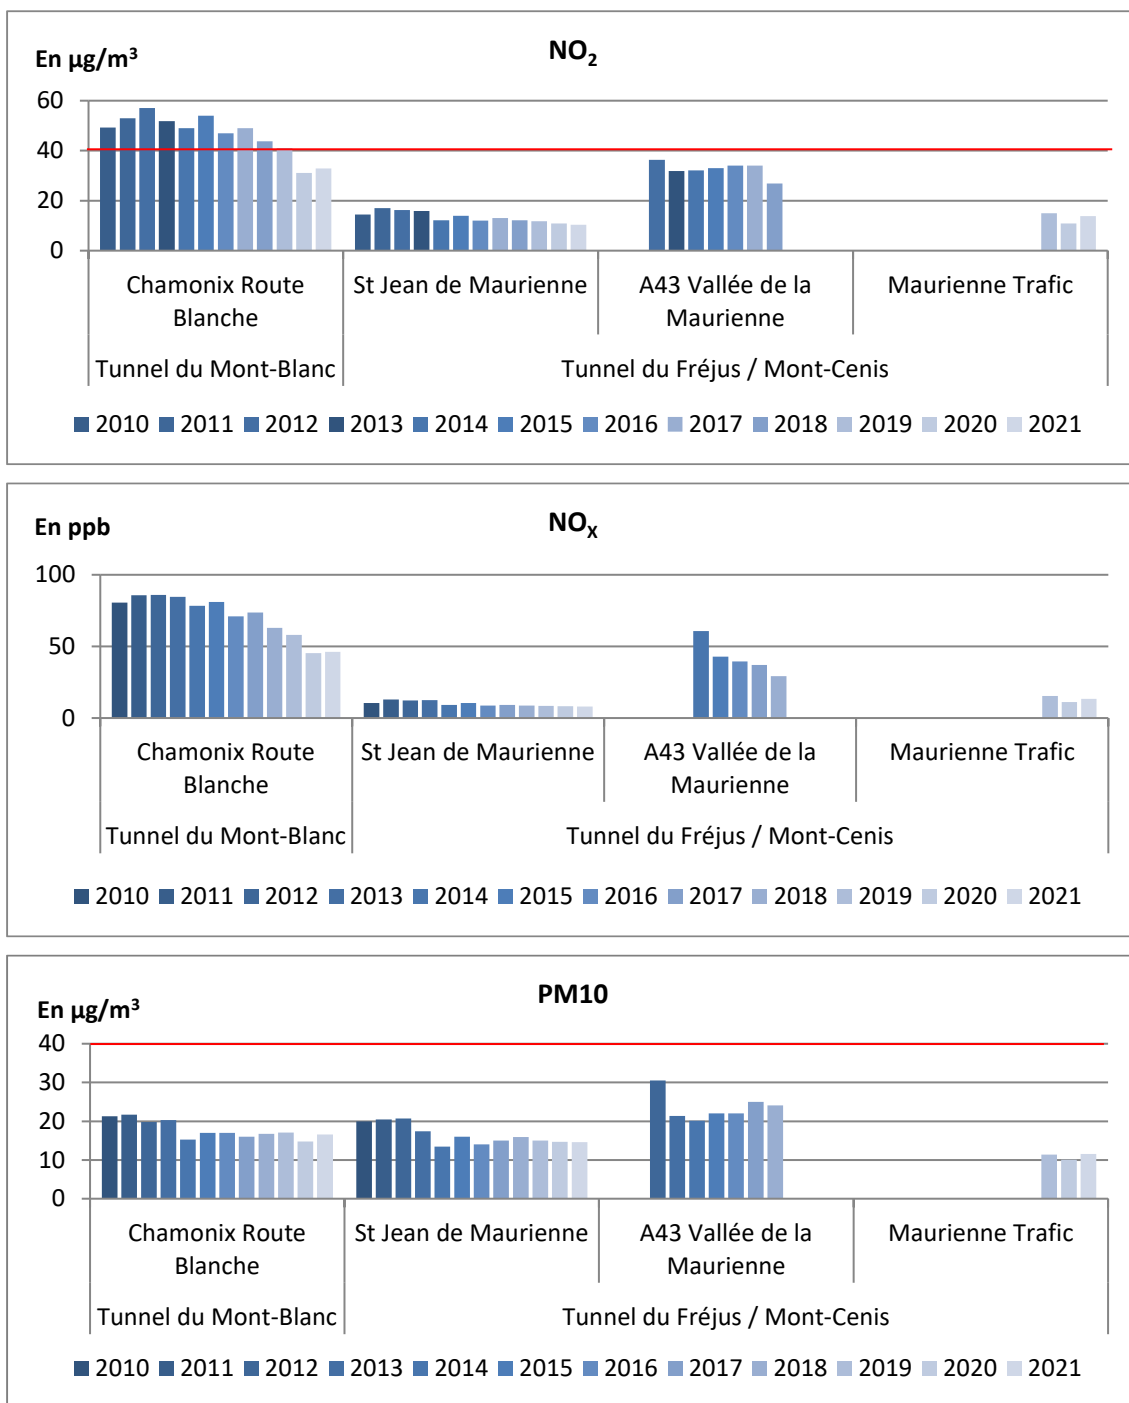 NO2
En µg/m3
60
40
20
0
Chamonix Route
Blanche
St Jean de Maurienne
A43 Vallée de la
Maurienne
Maurienne Trafic
Tunnel du Mont-Blanc
Tunnel du Fréjus / Mont-Cenis
2010 2011 2012 2013 2014 2015 2016 2017 2018 2019 2020 2021
NOX
En ppb
100
50
0
Chamonix Route
Blanche
St Jean de Maurienne
A43 Vallée de la
Maurienne
Maurienne Trafic
Tunnel du Mont-Blanc
Tunnel du Fréjus / Mont-Cenis
2010 2011 2012 2013 2014 2015 2016 2017 2018 2019 2020 2021
PM10
En µg/m3
40
30
20
10
0
Chamonix Route
Blanche
St Jean de Maurienne
A43 Vallée de la
Maurienne
Maurienne Trafic
Tunnel du Mont-Blanc
Tunnel du Fréjus / Mont-Cenis
2010 2011 2012 2013 2014 2015 2016 2017 2018 2019 2020 2021